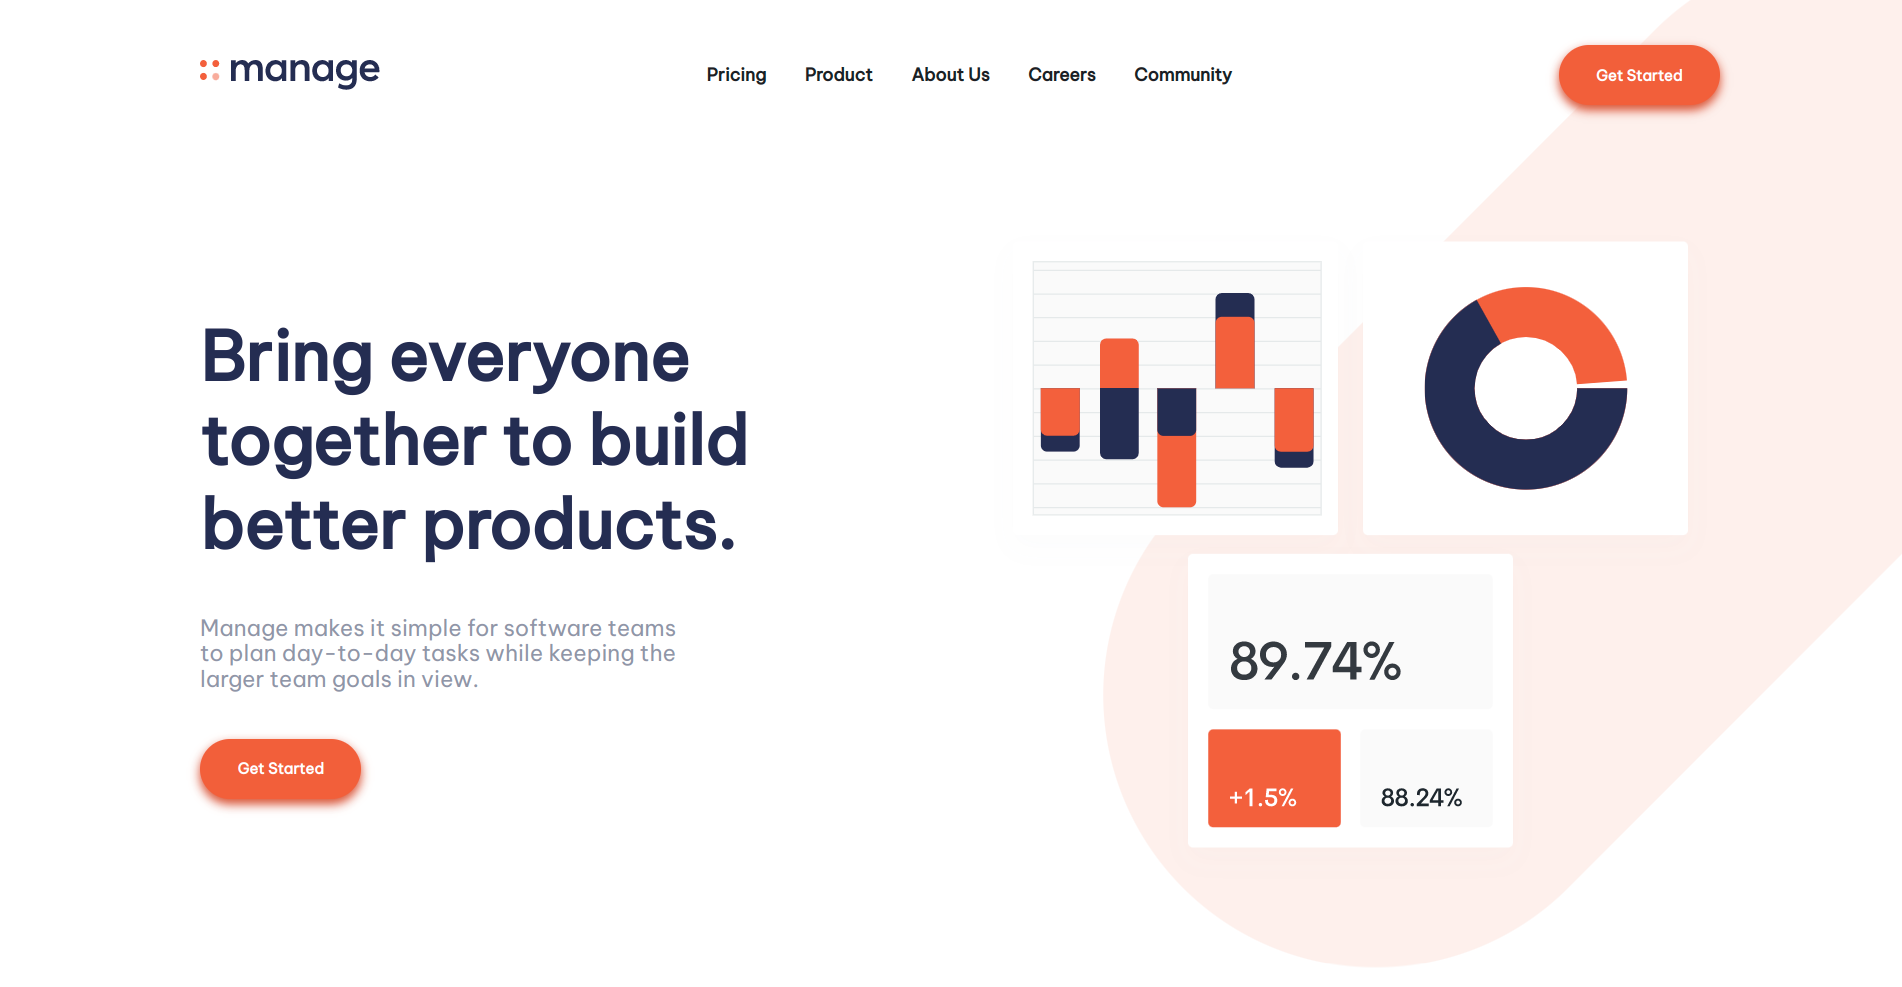 manage
Pricing Product About Us Careers Community
Get Started
Bring everyone
together to build
better products.
Manage makes it simple for software teams
to plan day-to-day tasks while keeping the
larger team goals in view.
Get Started
89.74%
+1.5%
88.24%